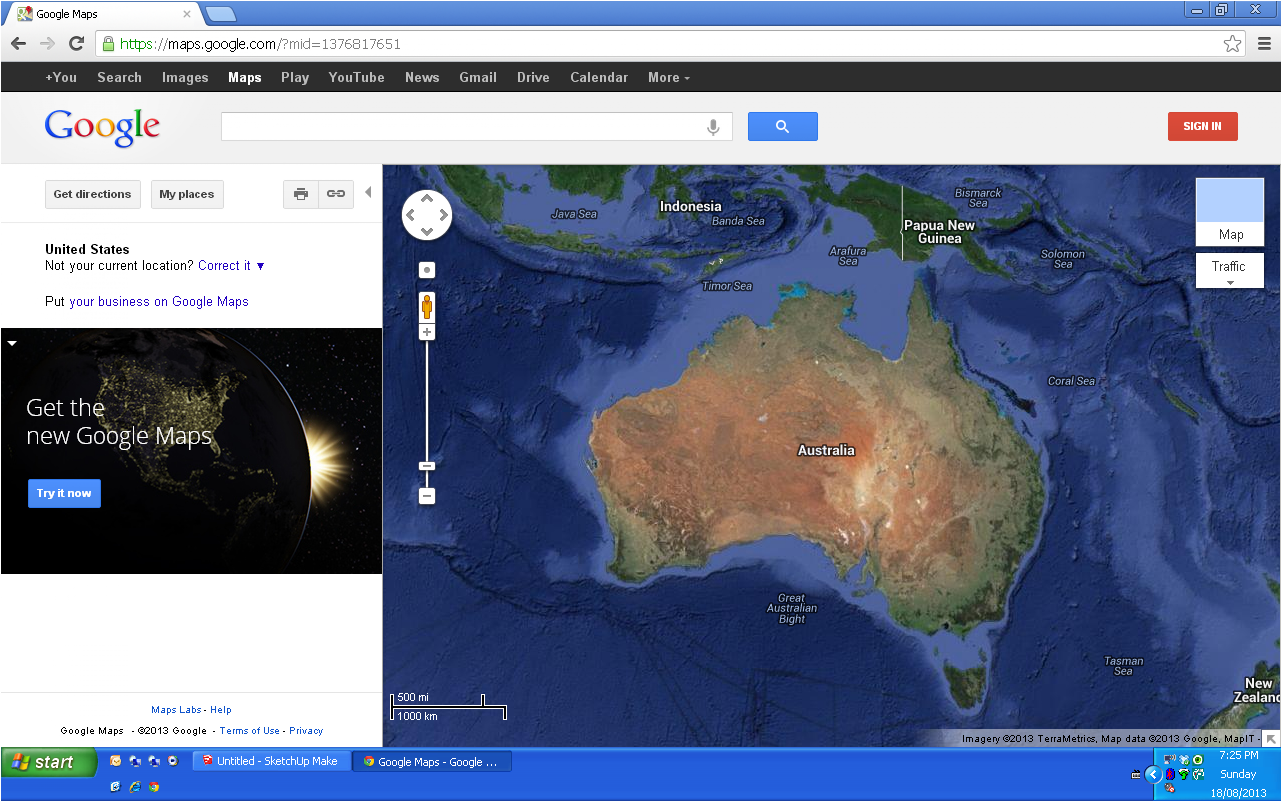 Google Maps
https://maps.google.com/?mid=1376817651
+You Search Images Maps Play YouTube News Gmail Drive Calendar More
Google
SIGN IN
Get directions My places
United States
Not your current location? Correct it ▼
Put your business on Google Maps
Get the
new Google Maps
Try it now
Maps Labs - Help
Google Maps - ©2013 Google - Terms of Use - Privacy
Java Sea
Indonesia
Banda Sea
Bismarck
Sea
Papua New
Guinea
Arafura
Sea
Solomon
Sea
Timor Sea
Map
Traffic
Coral Sea
Australia
Great
Australian
Bight
Tasman
Sea
New
Zealand
500 mi
1000 km
Imagery ©2013 TerraMetrics, Map data ©2013 Google, MapIT -
start
Untitled - SketchUp Make
Google Maps - Google ...
7:25 PM
Sunday
18/08/2013